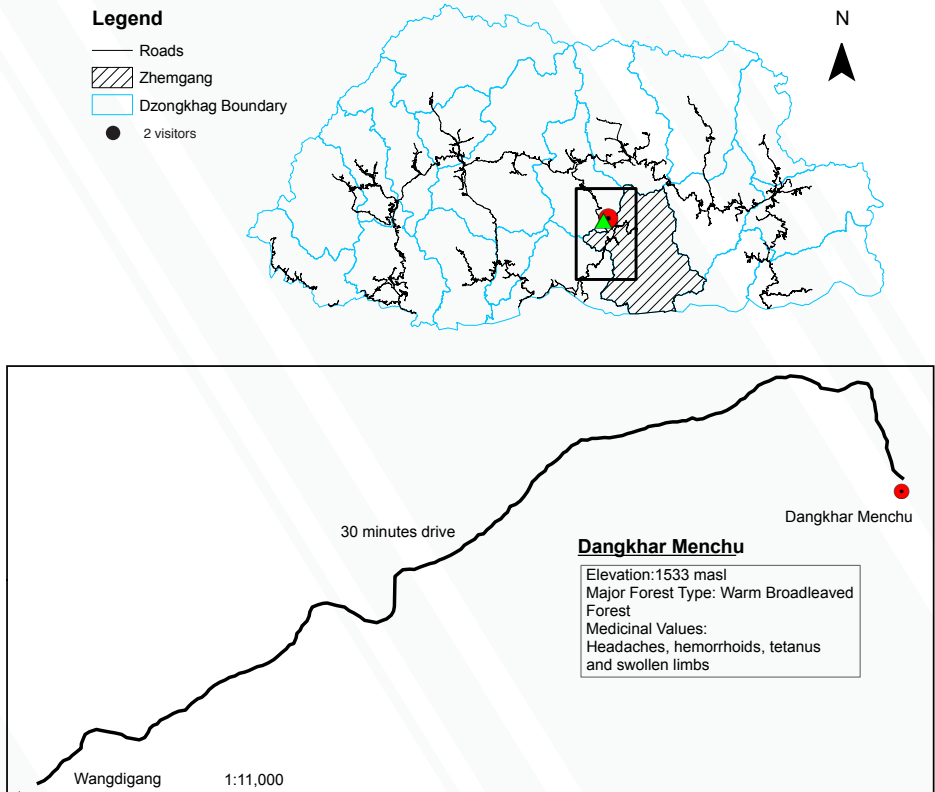 Legend
N
Roads
Zhemgang
Dzongkhag Boundary
2 visitors
Dangkhar Menchu
30 minutes drive
Dangkhar Menchu
Elevation:1533 masl
Major Forest Type: Warm Broadleaved
Forest
Medicinal Values:
Headaches, hemorrhoids, tetanus
and swollen limbs
Wangdigang
1:11,000